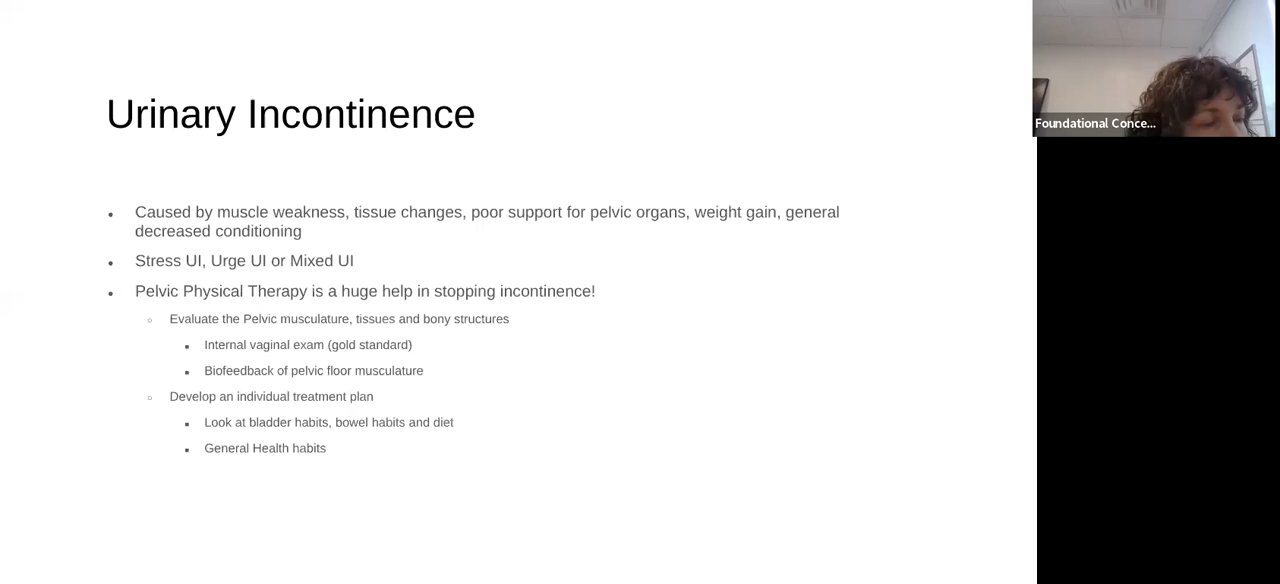 Urinary Incontinence
• Caused by muscle weakness, tissue changes, poor support for pelvic organs, weight gain, general
decreased conditioning
• Stress UI, Urge UI or Mixed UI
• Pelvic Physical Therapy is a huge help in stopping incontinence!
○ Evaluate the Pelvic musculature, tissues and bony structures
▪ Internal vaginal exam (gold standard)
▪ Biofeedback of pelvic floor musculature
○ Develop an individual treatment plan
▪ Look at bladder habits, bowel habits and diet
▪ General Health habits
Foundational Conce...